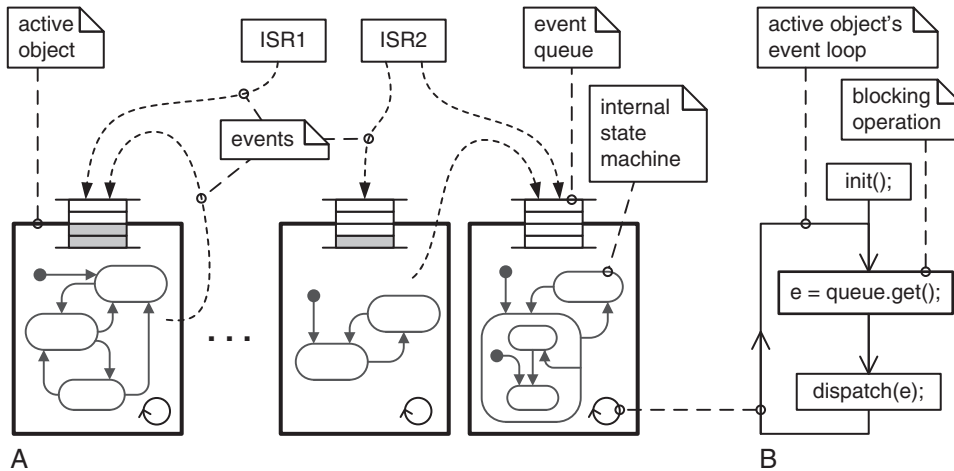 active
object
ISR1
ISR2
event
queue
active object's
event loop
events
internal
state
machine
blocking
operation
init();
e = queue.get();
dispatch(e);
. . .
A
B